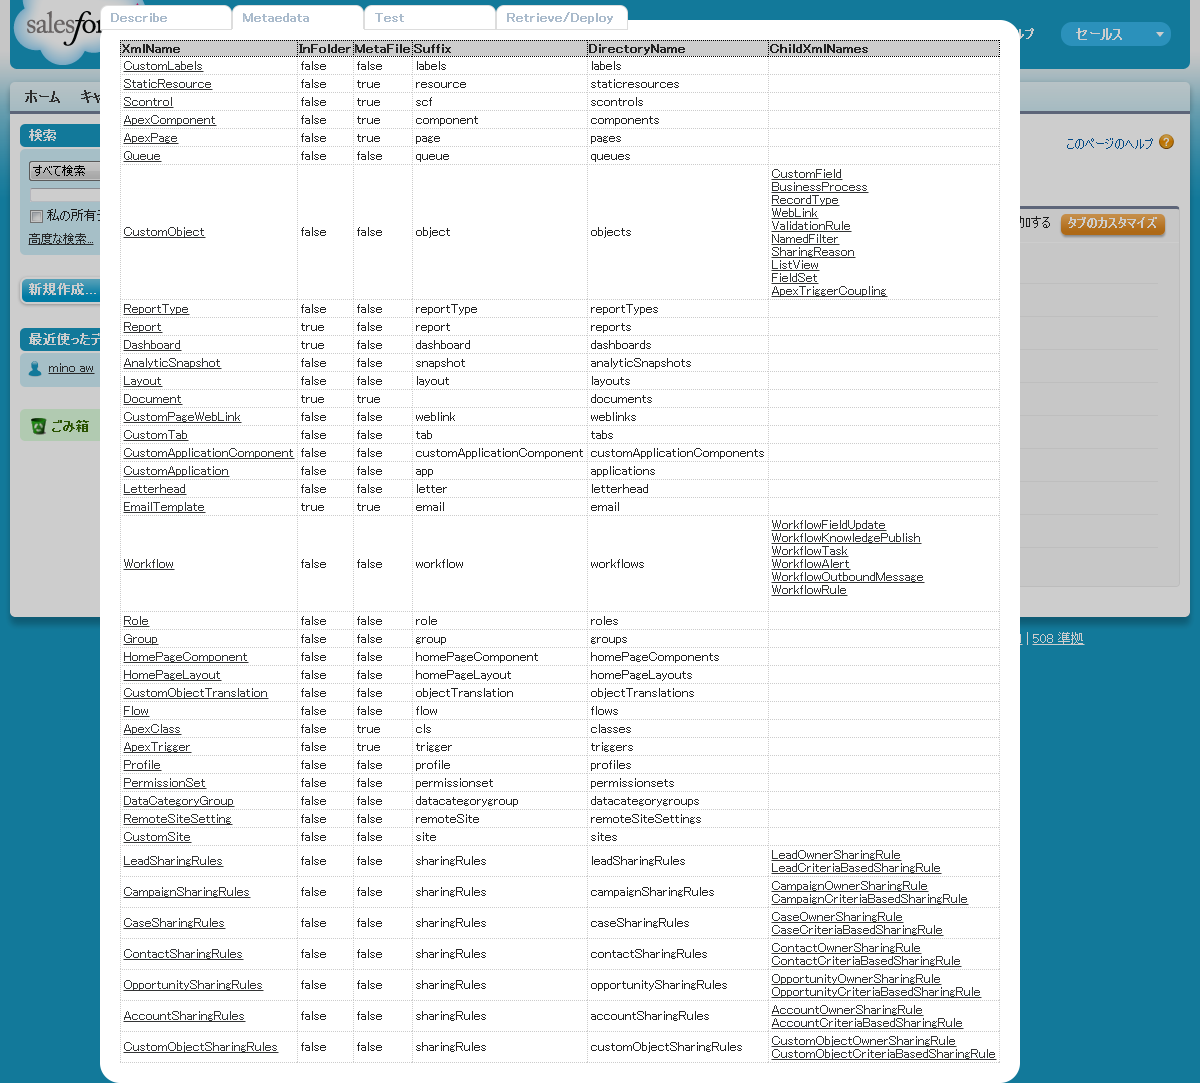 salesfor
Describe
Metaedata
Test
Retrieve/Deploy
ルプ
セールス
ホーム
検索
すべて検索
私の所有
高度な検索...
新規作成...
最近使った
mino aw
ごみ箱
このページのヘルプ
加する
タブのカスタマイズ
| 508 準拠
XmlName InFolder MetaFile Suffix DirectoryName ChildXmlNames
CustomLabels false false labels labels
StaticResource false true resource staticresources
Scontrol false true scf scontrols
ApexComponent false true component components
ApexPage false true page pages
Queue false false queue queues
CustomObject false false object objects
CustomField
BusinessProcess
RecordType
WebLink
ValidationRule
NamedFilter
SharingReason
ListView
FieldSet
ApexTriggerCoupling
ReportType false false reportType reportTypes
Report true false report reports
Dashboard true false dashboard dashboards
AnalyticSnapshot false false snapshot analyticSnapshots
Layout false false layout layouts
Document true true documents
CustomPageWebLink false false weblink weblinks
CustomTab false false tab tabs
CustomApplicationComponent false false customApplicationComponent customApplicationComponents
CustomApplication false false app applications
Letterhead false false letter letterhead
EmailTemplate true true email email
Workflow false false workflow workflows
WorkflowFieldUpdate
WorkflowKnowledgePublish
WorkflowTask
WorkflowAlert
WorkflowOutboundMessage
WorkflowRule
Role false false role roles
Group false false group groups
HomePageComponent false false homePageComponent homePageComponents
HomePageLayout false false homePageLayout homePageLayouts
CustomObjectTranslation false false objectTranslation objectTranslations
Flow false false flow flows
ApexClass false true cls classes
ApexTrigger false true trigger triggers
Profile false false profile profiles
PermissionSet false false permissionset permissionsets
DataCategoryGroup false false datacategorygroup datacategorygroups
RemoteSiteSetting false false remoteSite remoteSiteSettings
CustomSite false false site sites
LeadSharingRules false false sharingRules leadSharingRules
LeadOwnerSharingRule
LeadCriteriaBasedSharingRule
CampaignSharingRules false false sharingRules campaignSharingRules
CampaignOwnerSharingRule
CampaignCriteriaBasedSharingRule
CaseSharingRules false false sharingRules caseSharingRules
CaseOwnerSharingRule
CaseCriteriaBasedSharingRule
ContactSharingRules false false sharingRules contactSharingRules
ContactOwnerSharingRule
ContactCriteriaBasedSharingRule
OpportunitySharingRules false false sharingRules opportunitySharingRules
OpportunityOwnerSharingRule
OpportunityCriteriaBasedSharingRule
AccountSharingRules false false sharingRules accountSharingRules
AccountOwnerSharingRule
AccountCriteriaBasedSharingRule
CustomObjectSharingRules false false sharingRules customObjectSharingRules
CustomObjectOwnerSharingRule
CustomObjectCriteriaBasedSharingRule